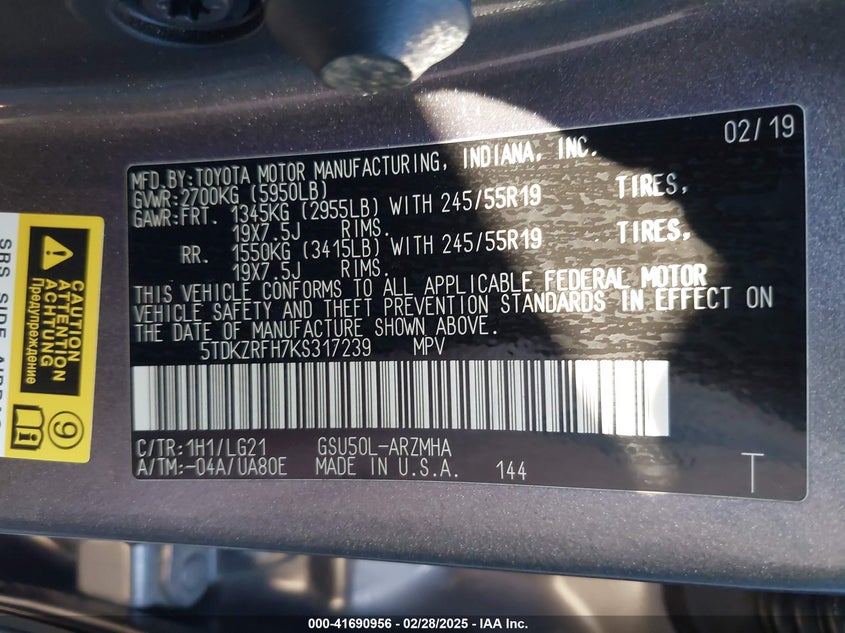 02/19
MFD.BY:TOYOTA MOTOR MANUFACTURING, INDIANA, INC.
GVWR:2700KG (5950LB)
GAWR:FRT. 1345KG (2955LB) WITH 245/55R19 TIRES,
19X7.5J RIMS.
RR. 1550KG (3415LB) WITH 245/55R19 TIRES,
19X7.5J RIMS.
THIS VEHICLE CONFORMS TO ALL APPLICABLE FEDERAL MOTOR
VEHICLE SAFETY AND THEFT PREVENTION STANDARDS IN EFFECT ON
THE DATE OF MANUFACTURE SHOWN ABOVE.
5TDKZRFH7KS317239 MPV
C/TR:1H1/LG21 GSU50L-ARZMHA
A/TM:-04A/UA80E MADE IN U.S.A. 144
T
CAUTION
ATTENTION
ACHTUNG
Предупреждение
9
SRS SIDE AIRBAG
000-41690956 - 02/28/2025 - IAA Inc.